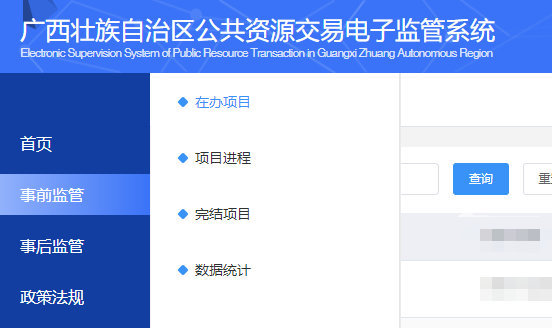 广西壮族自治区公共资源交易电子监管系统
Electronic Supervision System of Public Resource Transaction in Guangxi Zhuang Autonomous Region
首页
事前监管
事后监管
政策法规
在办项目
项目进程
完结项目
数据统计
查询
重